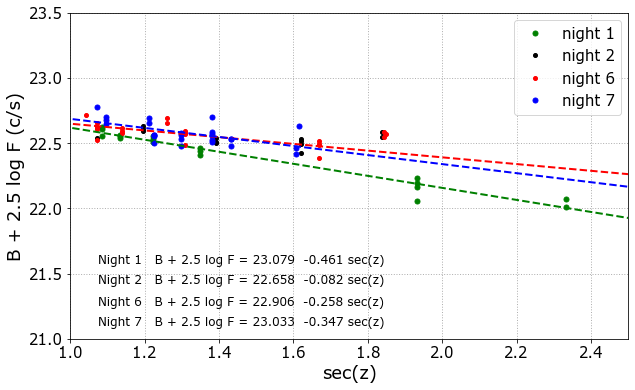 23.5
23.0
22.5
22.0
21.5
21.0
B + 2.5 log F (c/s)
night 1
night 2
night 6
night 7
Night 1 B + 2.5 log F = 23.079 -0.461 sec(z)
Night 2 B + 2.5 log F = 22.658 -0.082 sec(z)
Night 6 B + 2.5 log F = 22.906 -0.258 sec(z)
Night 7 B + 2.5 log F = 23.033 -0.347 sec(z)
1.0 1.2 1.4 1.6 1.8 2.0 2.2 2.4
sec(z)